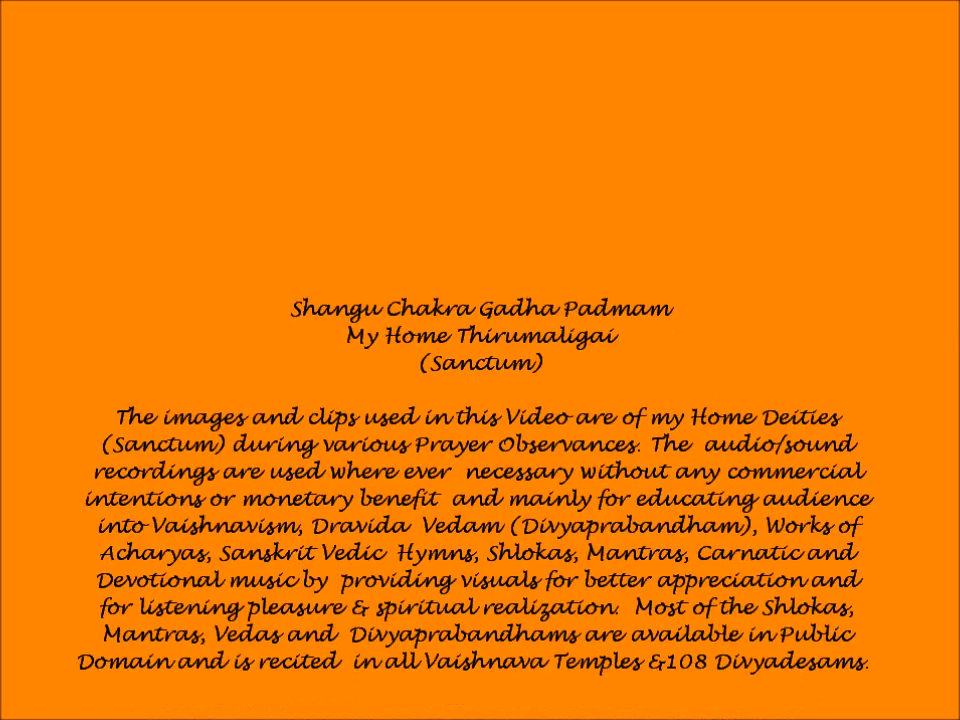 Shangu Chakra Gadha Padmam
My Home Thirumaligai
(Sanctum)
The images and clips used in this Video are of my Home Deities
(Sanctum) during various Prayer Observances. The audio/sound
recordings are used where ever necessary without any commercial
intentions or monetary benefit and mainly for educating audience
into Vaishnavism, Dravida Vedam (Divyaprabandham), Works of
Acharyas, Sanskrit Vedic Hymns, Shlokas, Mantras, Carnatic and
Devotional music by providing visuals for better appreciation and
for listening pleasure & spiritual realization. Most of the Shlokas,
Mantras, Vedas and Divyaprabandhams are available in Public
Domain and is recited in all Vaishnava Temples &108 Divyadesams.